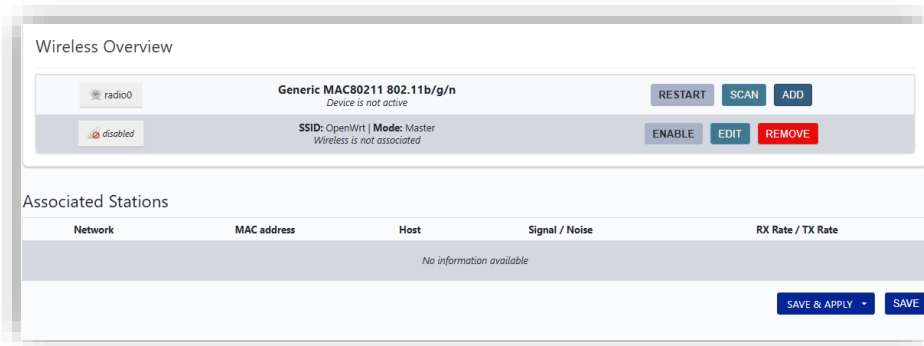 Wireless Overview
radio0
Generic MAC80211 802.11b/g/n
Device is not active
RESTART
SCAN
ADD
disabled
SSID: OpenWrt | Mode: Master
Wireless is not associated
ENABLE
EDIT
REMOVE
Associated Stations
Network MAC address Host Signal / Noise RX Rate / TX Rate
No information available
SAVE & APPLY
SAVE